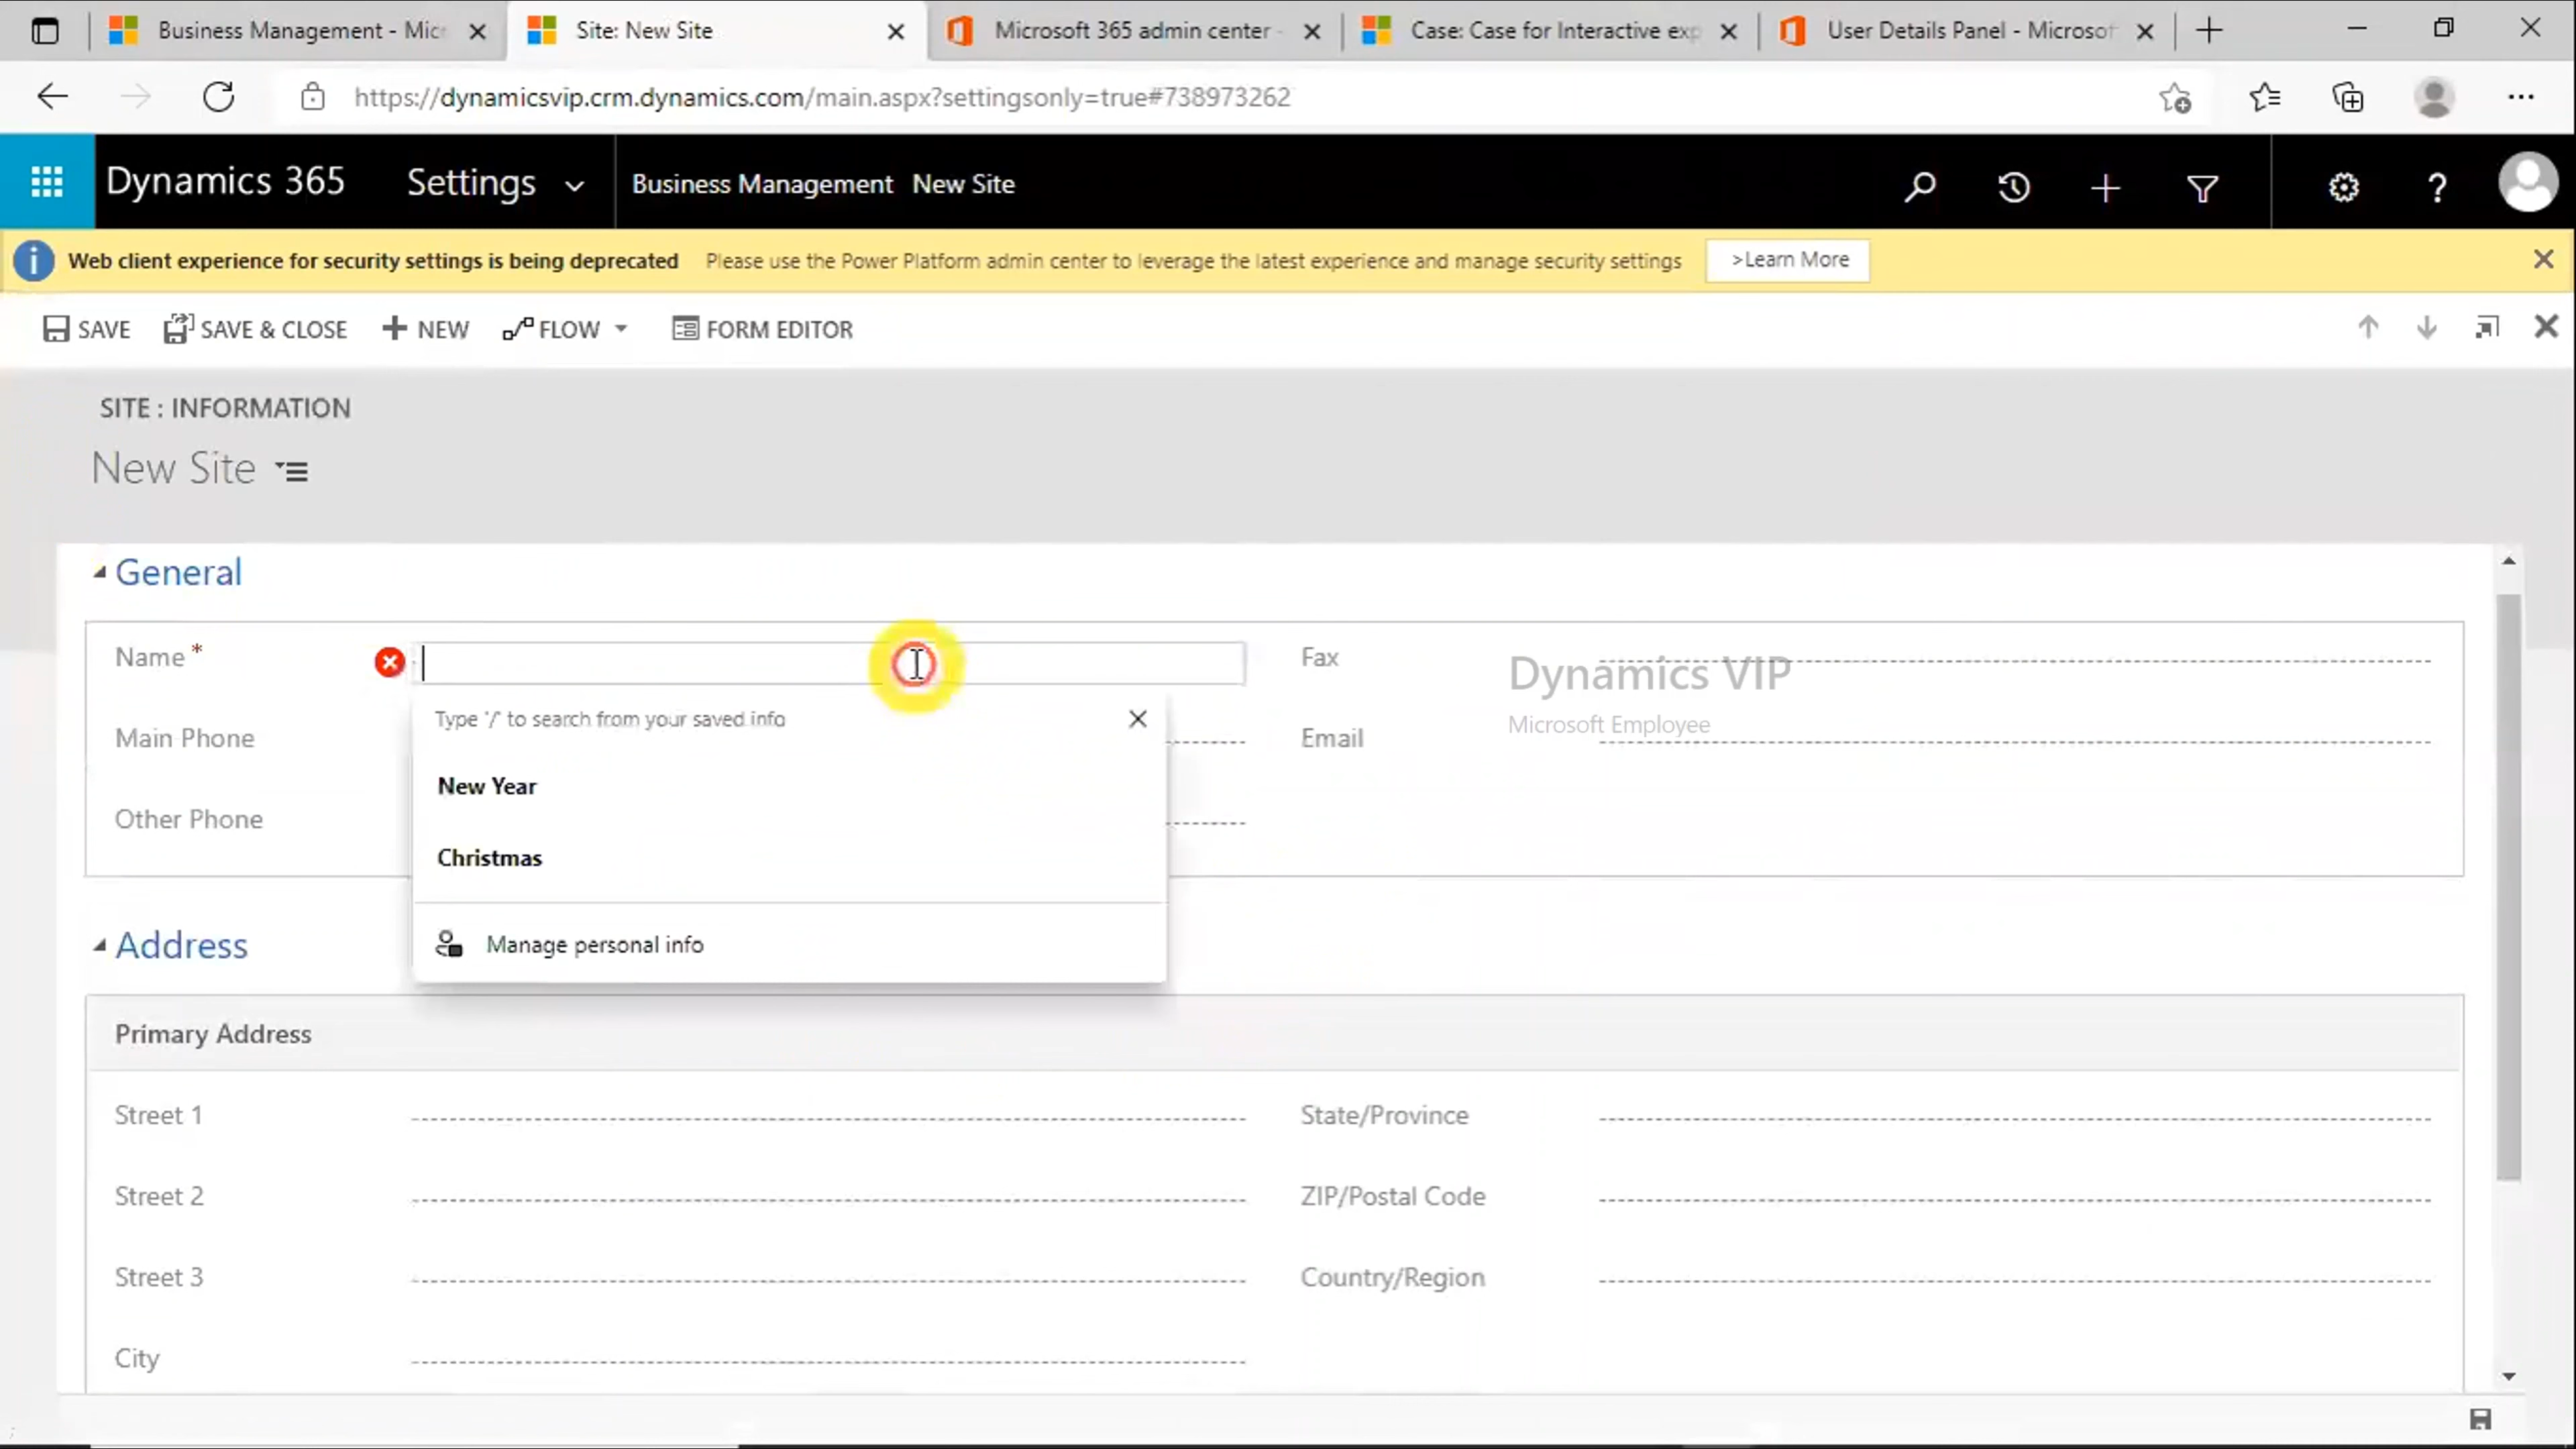 Business Management - Mic
Site: New Site
Microsoft 365 admin center -
Case: Case for Interactive exp
User Details Panel - Microsof
https://dynamicsvip.crm.dynamics.com/main.aspx?settingsonly=true#738973262
Dynamics 365
Settings
Business Management
New Site
?
i
Web client experience for security settings is being deprecated
Please use the Power Platform admin center to leverage the latest experience and manage security settings
>Learn More
SAVE
SAVE & CLOSE
NEW
FLOW
FORM EDITOR
SITE : INFORMATION
New Site
General
Name *
Fax
Dynamics VIP
Microsoft Employee
Type '/' to search from your saved info
Main Phone
Email
New Year
Other Phone
Christmas
Manage personal info
Address
Primary Address
Street 1
State/Province
Street 2
ZIP/Postal Code
Street 3
Country/Region
City